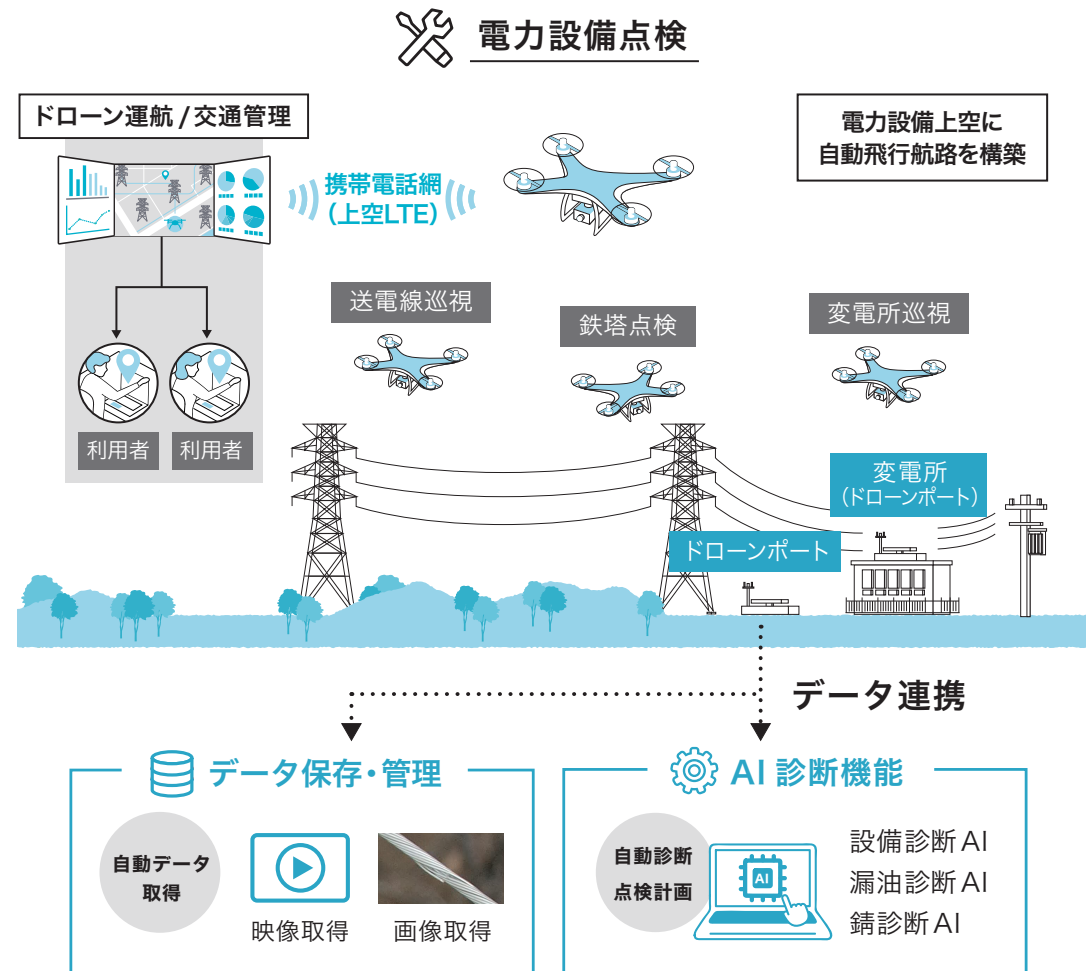 電力設備点検
ドローン運航 / 交通管理
電力設備上空に
自動飛行航路を構築
携帯電話網
(上空LTE)
送電線巡視
鉄塔点検
変電所巡視
利用者
利用者
変電所
(ドローンポート)
ドローンポート
データ連携
データ保存・管理
自動データ
取得
映像取得
画像取得
AI 診断機能
自動診断
点検計画
AI
設備診断 AI
漏油診断 AI
錆診断 AI